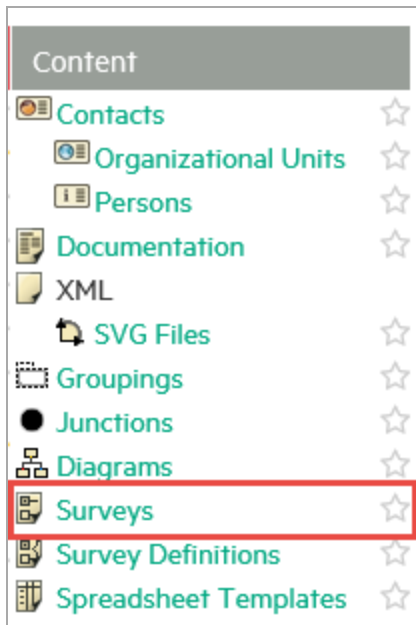 Content
Contacts
Organizational Units
Persons
Documentation
XML
SVG Files
Groupings
Junctions
Diagrams
Surveys
Survey Definitions
Spreadsheet Templates